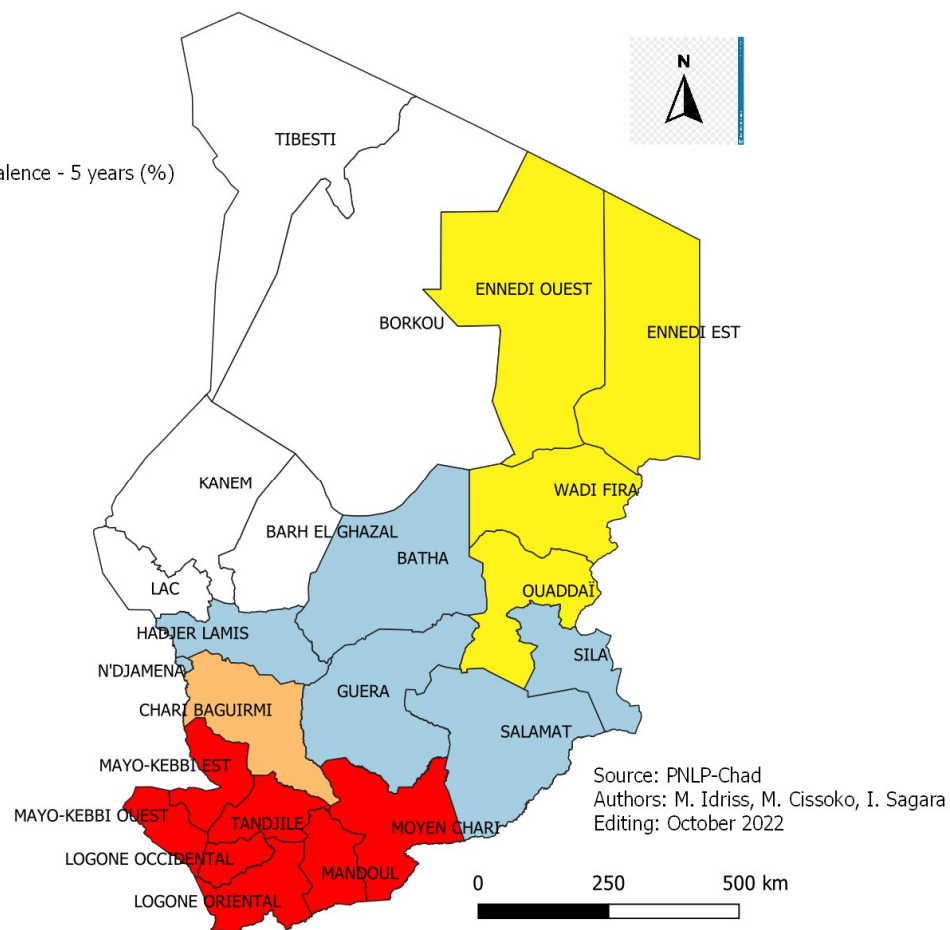 N
TIBESTI
alence - 5 years (%)
ENNEDI OUEST
BORKOU
ENNEDI EST
KANEM
WADI FIRA
BARH EL GHAZAL
BATHA
LAC
OUADDAÏ
HADJER LAMIS
SILA
N'DJAMENA
GUERA
CHARI BAGUIRMI
SALAMAT
MAYO-KEBBI EST
Source: PNLP-Chad
Authors: M. Idriss, M. Cissoko, I. Sagara
Editing: October 2022
MAYO-KEBBI OUEST
TANDJILE
MOYEN CHARI
LOGONE OCCIDENTAL
MANDOUL
LOGONE ORIENTAL
0 250 500 km